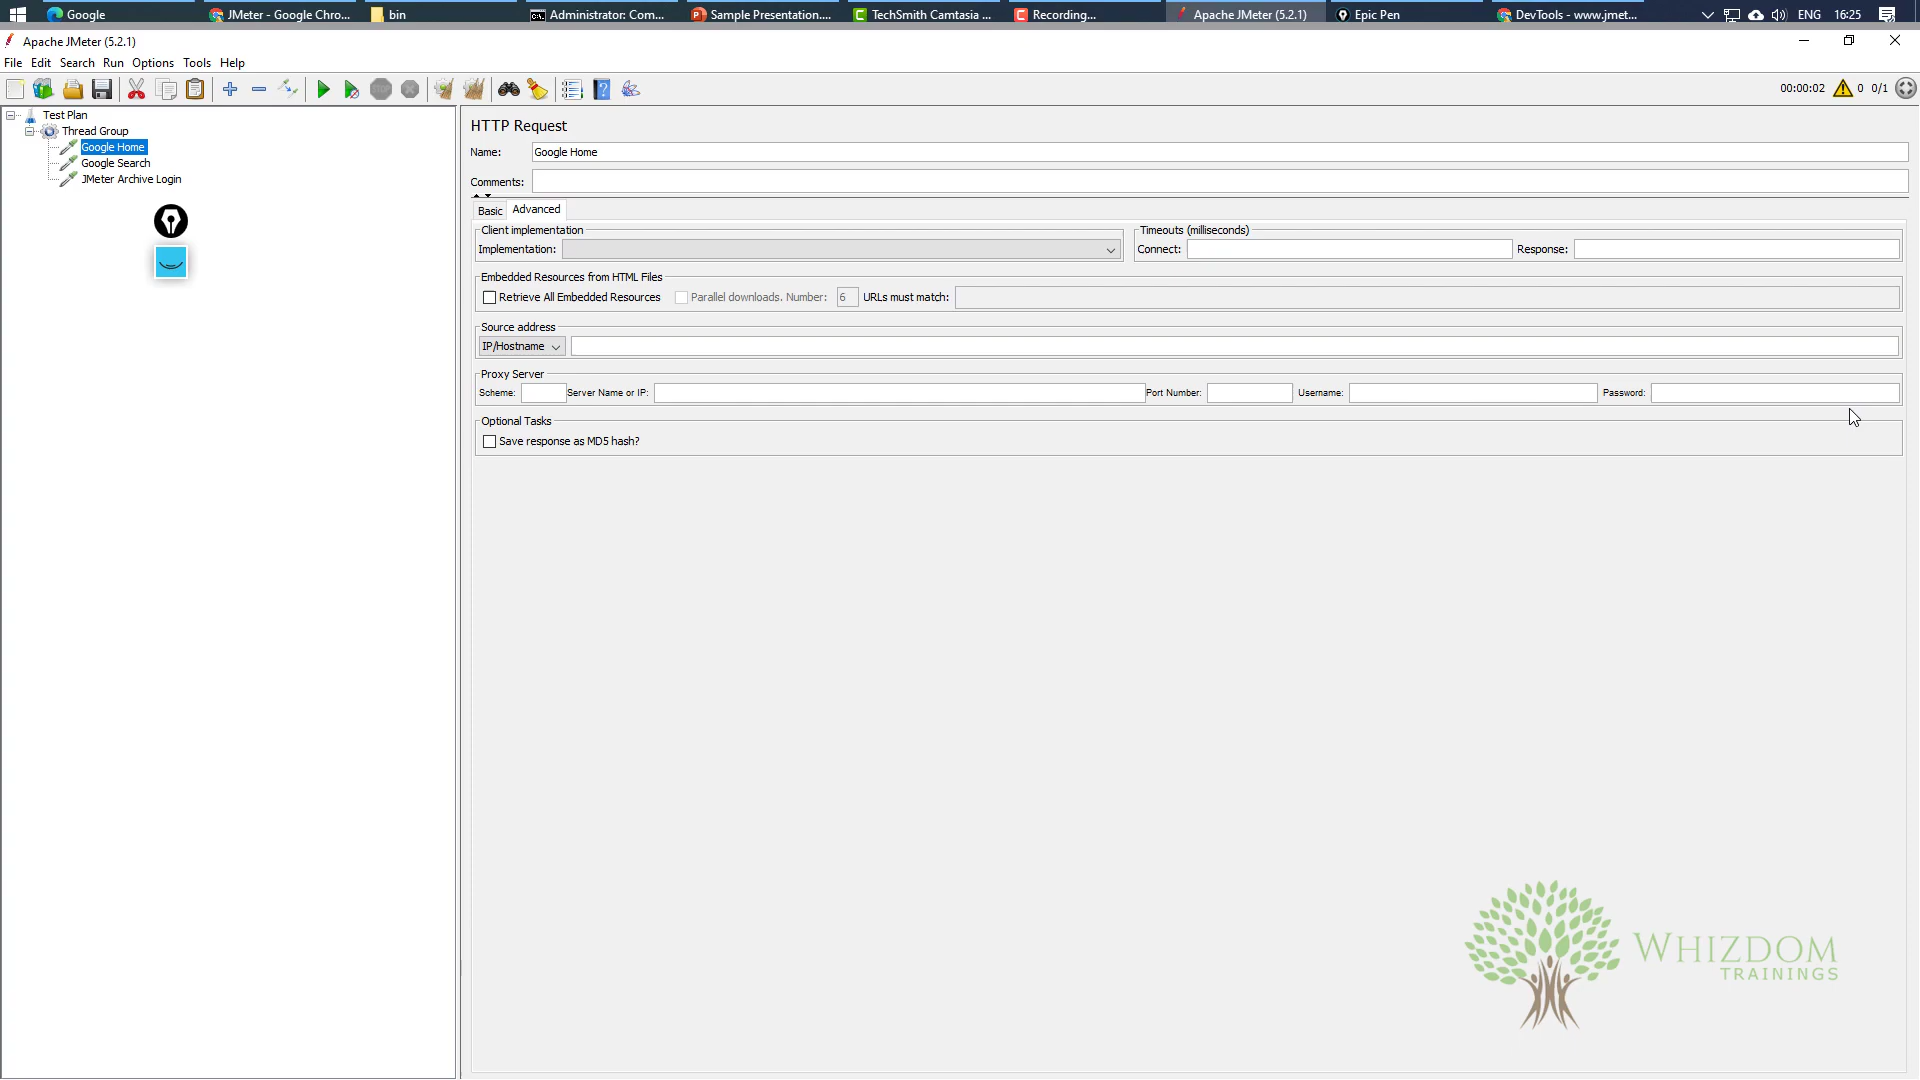 Google
JMeter - Google Chro...
bin
Administrator: Com...
Sample Presentation....
TechSmith Camtasia ...
Recording...
Apache JMeter (5.2.1)
Epic Pen
DevTools - www.jmet...
ENG
16:25
Apache JMeter (5.2.1)
File Edit Search Run Options Tools Help
STOP
?
00:00:02 0 0/1
Test Plan
Thread Group
Google Home
Google Search
JMeter Archive Login
HTTP Request
Name: Google Home
Comments:
Basic Advanced
Client implementation
Implementation:
Timeouts (milliseconds)
Connect: Response:
Embedded Resources from HTML Files
Retrieve All Embedded Resources Parallel downloads. Number: 6 URLs must match:
Source address
IP/Hostname
Proxy Server
Scheme: Server Name or IP: Port Number: Username: Password:
Optional Tasks
Save response as MD5 hash?
WHIZDOM
TRAININGS